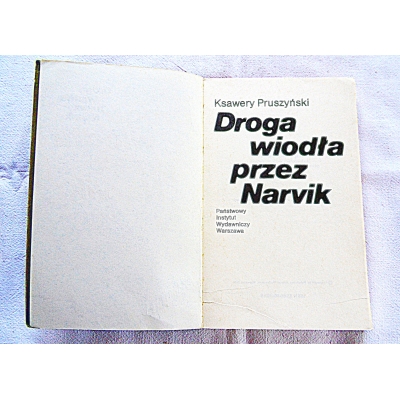 Ksawery Pruszyński
Droga
wiodła
przez
Narvik
Państwowy
Instytut
Wydawniczy
Warszawa